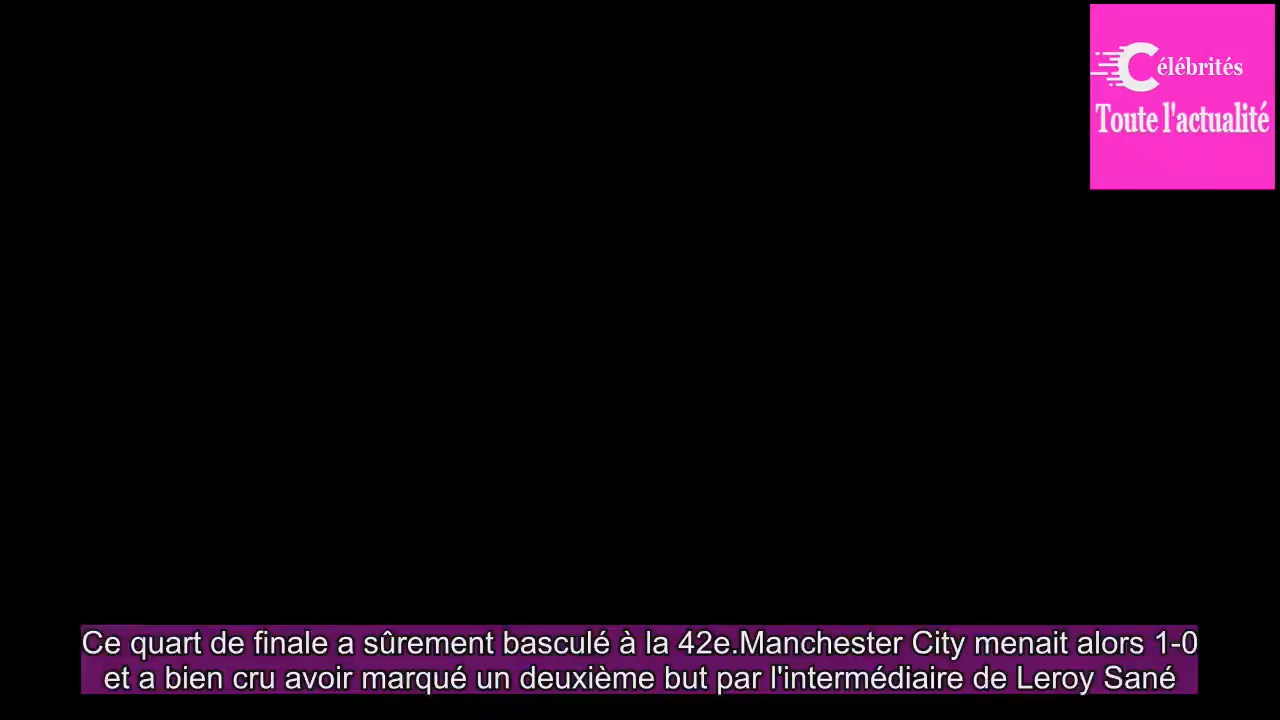 Célébrités
Toute l'actualité
Ce quart de finale a sûrement basculé à la 42e.Manchester City menait alors 1-0
et a bien cru avoir marqué un deuxième but par l'intermédiaire de Leroy Sané